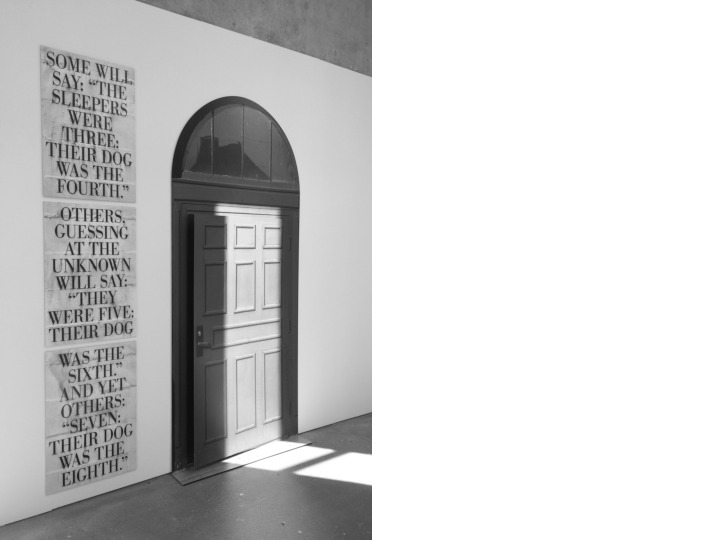 SOME WILL
SAY: “THE
SLEEPERS
WERE
THREE:
THEIR DOG
WAS THE
FOURTH.”
OTHERS,
GUESSING
AT THE
UNKNOWN
WILL SAY:
“THEY
WERE FIVE:
THEIR DOG
WAS THE
SIXTH.”
AND YET
OTHERS:
“SEVEN:
THEIR DOG
WAS THE
EIGHTH.”